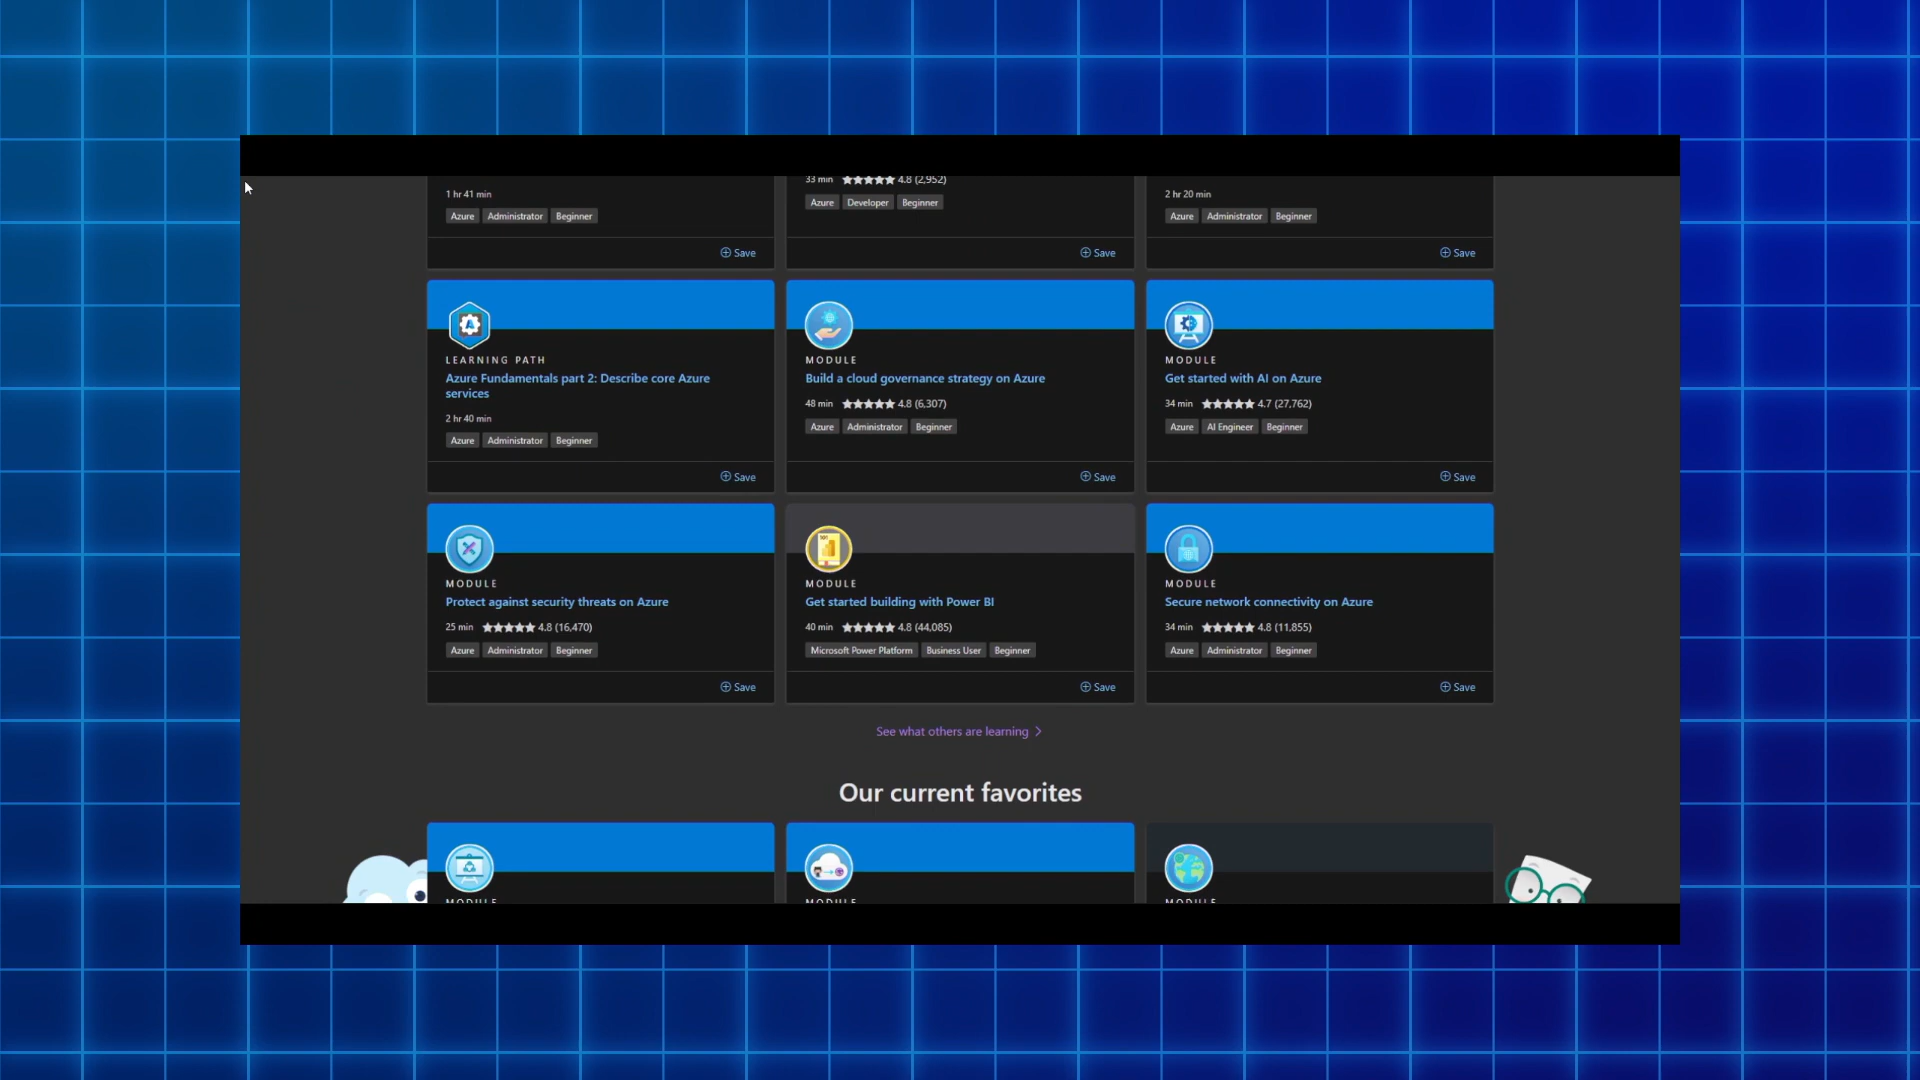 1 hr 41 min
Azure Administrator Beginner
Save
33 min 4.8 (2,952)
Azure Developer Beginner
Save
2 hr 20 min
Azure Administrator Beginner
Save
LEARNING PATH
Azure Fundamentals part 2: Describe core Azure
services
2 hr 40 min
Azure Administrator Beginner
Save
MODULE
Build a cloud governance strategy on Azure
48 min 4.8 (6,307)
Azure Administrator Beginner
Save
MODULE
Get started with AI on Azure
34 min 4.7 (27,762)
Azure AI Engineer Beginner
Save
MODULE
Protect against security threats on Azure
25 min 4.8 (16,470)
Azure Administrator Beginner
Save
MODULE
Get started building with Power BI
40 min 4.8 (44,085)
Microsoft Power Platform Business User Beginner
Save
MODULE
Secure network connectivity on Azure
34 min 4.8 (11,855)
Azure Administrator Beginner
Save
See what others are learning
Our current favorites
MODULE
MODULE
MODULE